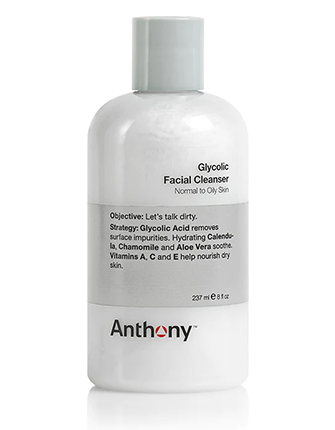 Glycolic
Facial Cleanser
Normal to Oily Skin
Objective: Let's talk dirty.
Strategy: Glycolic Acid removes
surface impurities. Hydrating Calendu-
la, Chamomile and Aloe Vera soothe.
Vitamins A, C and E help nourish dry
skin.
237 ml ℮ 8 fl oz
Anthony™